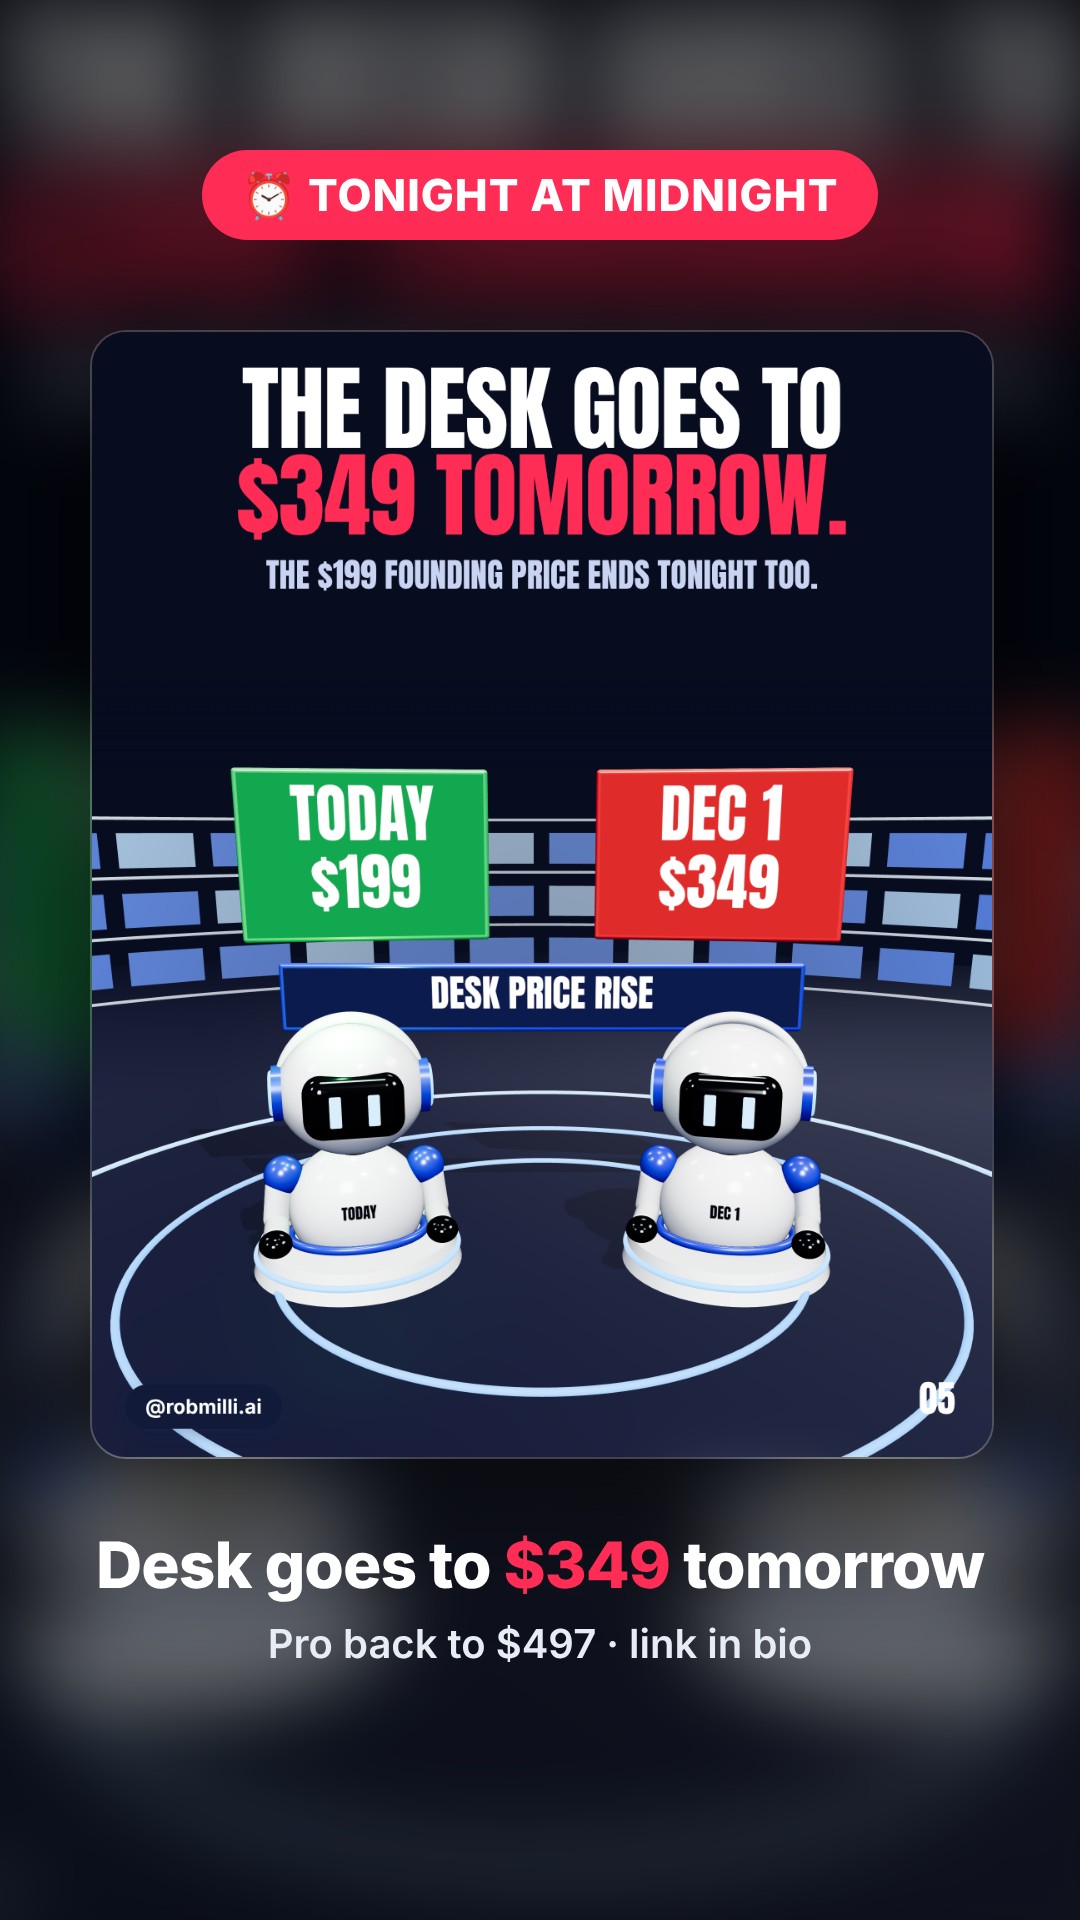 ⏰ TONIGHT AT MIDNIGHT
THE DESK GOES TO
$349 TOMORROW.
THE $199 FOUNDING PRICE ENDS TONIGHT TOO.
TODAY
$199
DEC 1
$349
DESK PRICE RISE
TODAY
DEC 1
@robmilli.ai
05
Desk goes to $349 tomorrow
Pro back to $497 · link in bio